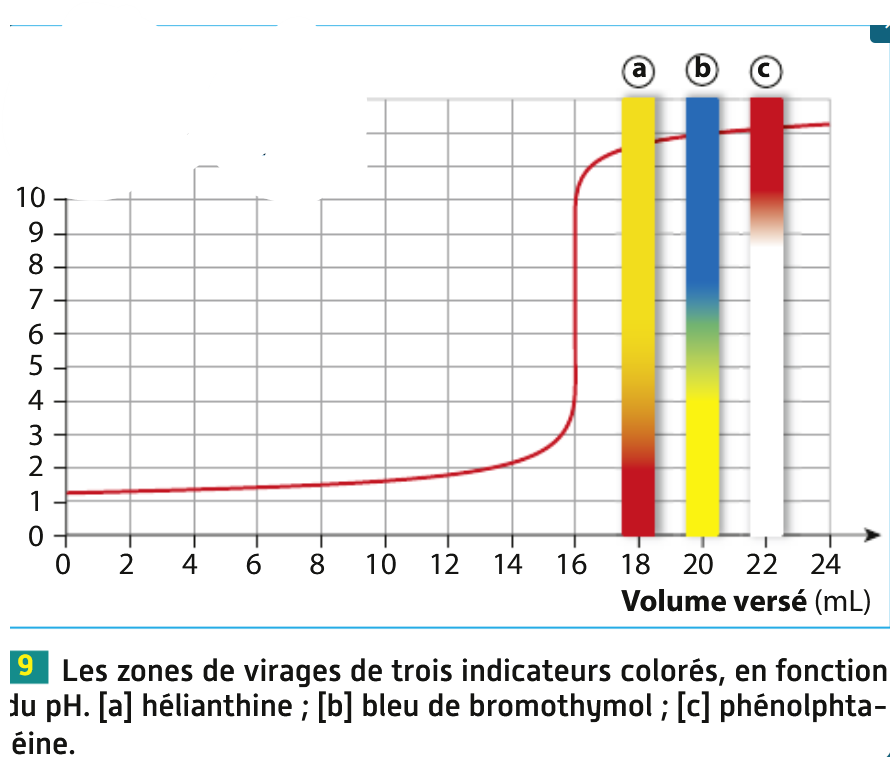 a b c
10
9
8
7
6
5
4
3
2
1
0
0 2 4 6 8 10 12 14 16 18 20 22 24
Volume versé (mL)
9 Les zones de virages de trois indicateurs colorés, en fonction
du pH. [a] hélianthine ; [b] bleu de bromothymol ; [c] phénolphta-
éine.